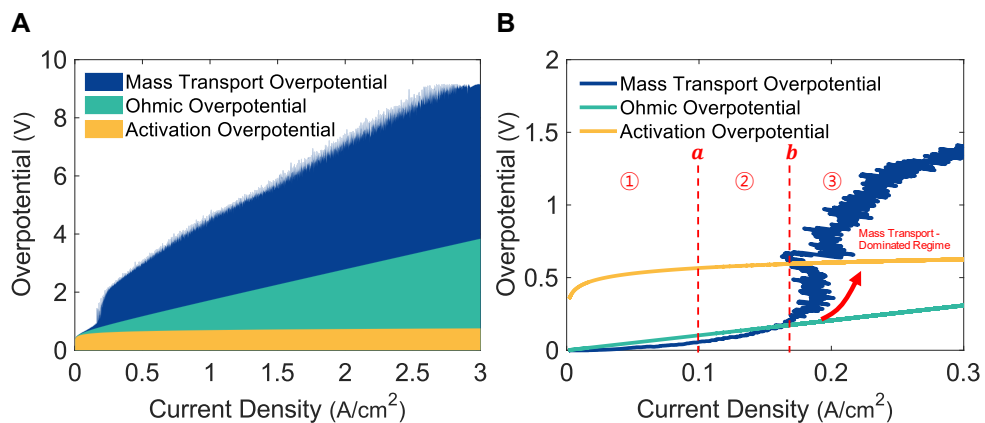 A
10
8
6
4
2
0
Overpotential (V)
Mass Transport Overpotential
Ohmic Overpotential
Activation Overpotential
0
0.5
1
1.5
2
2.5
3
Current Density (A/cm²)
B
2
1.5
1
0.5
0
Overpotential (V)
Mass Transport Overpotential
Ohmic Overpotential
Activation Overpotential
a
b
①
②
③
Mass Transport -
Dominated Regime
0
0.1
0.2
0.3
Current Density (A/cm²)